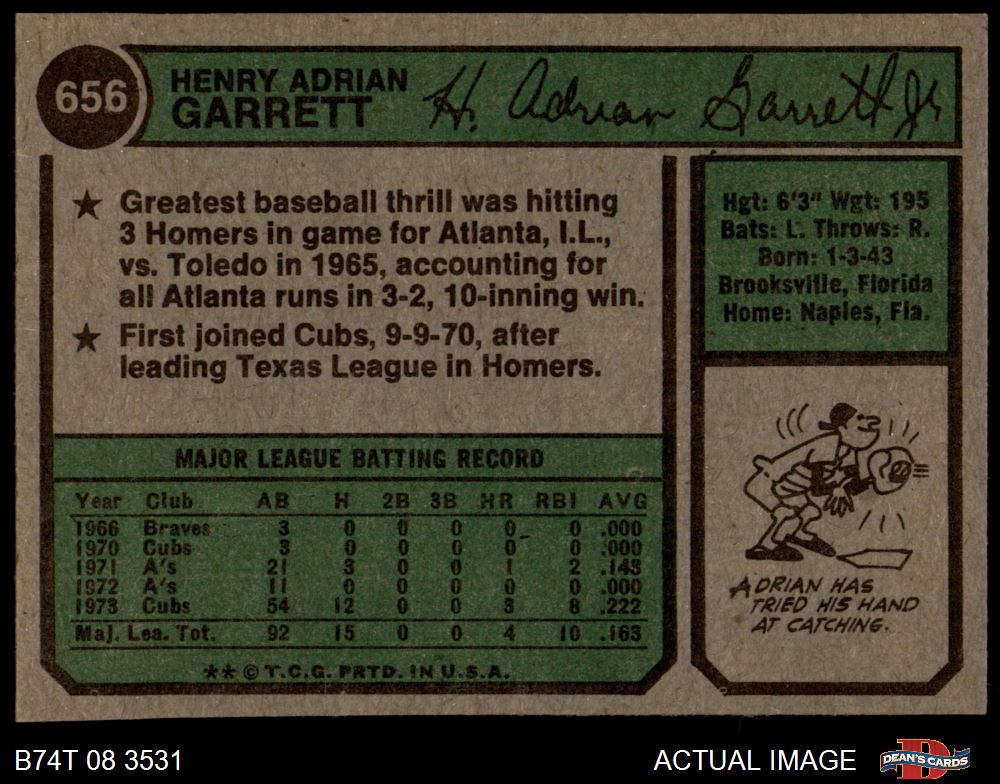 656
HENRY ADRIAN
GARRETT
H. Adrian Garrett Jr
★ Greatest baseball thrill was hitting
3 Homers in game for Atlanta, I.L.,
vs. Toledo in 1965, accounting for
all Atlanta runs in 3-2, 10-inning win.
★ First joined Cubs, 9-9-70, after
leading Texas League in Homers.
Hgt: 6'3" Wgt: 195
Bats: L. Throws: R.
Born: 1-3-43
Brooksville, Florida
Home: Naples, Fla.
MAJOR LEAGUE BATTING RECORD
Year Club AB H 2B 3B HR RBI AVG
1966 Braves 3 0 0 0 0 0 .000
1970 Cubs 3 0 0 0 0 0 .000
1971 A's 21 3 0 0 1 2 .143
1972 A's 11 0 0 0 0 0 .000
1973 Cubs 54 12 0 0 3 8 .222
Maj. Lea. Tot. 92 15 0 0 4 10 .163
** © T.C.G. PRTD. IN U.S.A.
ADRIAN HAS
TRIED HIS HAND
AT CATCHING.
B74T 08 3531
ACTUAL IMAGE
D
DEAN'S CARDS